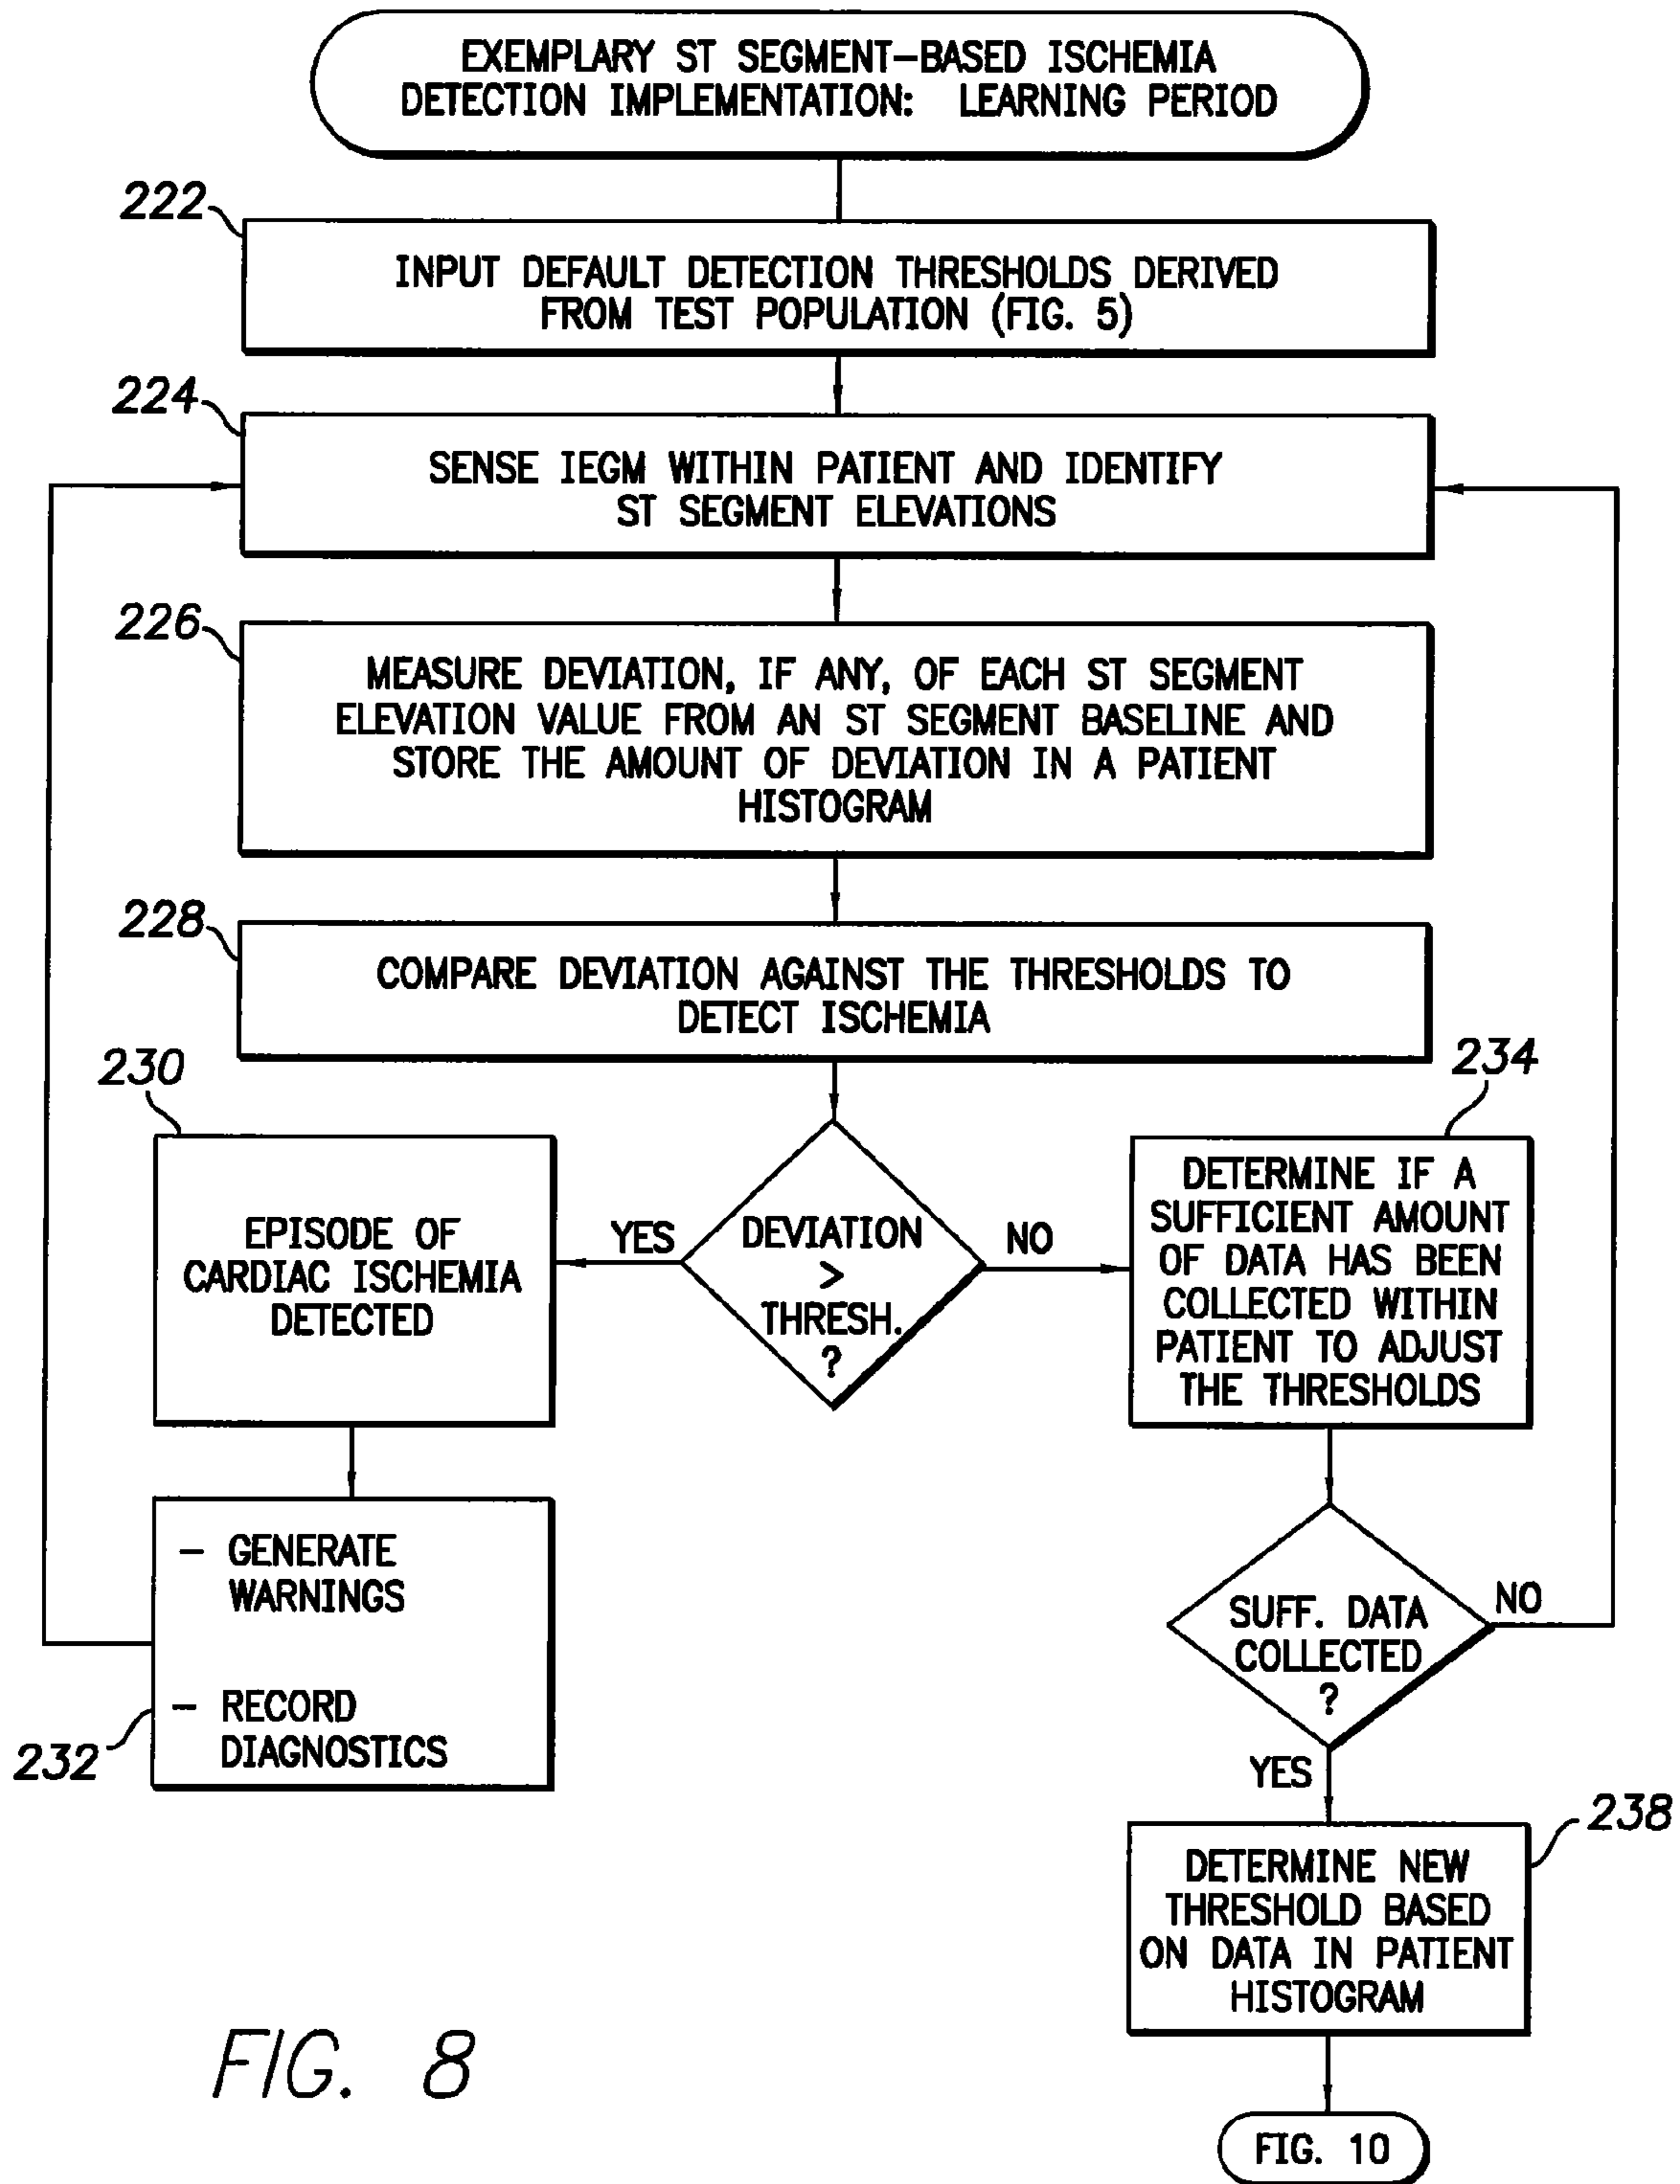 EXEMPLARY ST SEGMENT-BASED ISCHEMIA
DETECTION IMPLEMENTATION: LEARNING PERIOD
222
INPUT DEFAULT DETECTION THRESHOLDS DERIVED
FROM TEST POPULATION (FIG. 5)
224
SENSE IEGM WITHIN PATIENT AND IDENTIFY
ST SEGMENT ELEVATIONS
226
MEASURE DEVIATION, IF ANY, OF EACH ST SEGMENT
ELEVATION VALUE FROM AN ST SEGMENT BASELINE AND
STORE THE AMOUNT OF DEVIATION IN A PATIENT
HISTOGRAM
228
COMPARE DEVIATION AGAINST THE THRESHOLDS TO
DETECT ISCHEMIA
230
EPISODE OF
CARDIAC ISCHEMIA
DETECTED
YES
DEVIATION
>
THRESH.
?
NO
234
DETERMINE IF A
SUFFICIENT AMOUNT
OF DATA HAS BEEN
COLLECTED WITHIN
PATIENT TO ADJUST
THE THRESHOLDS
- GENERATE
WARNINGS
- RECORD
DIAGNOSTICS
232
SUFF. DATA
COLLECTED
?
NO
YES
238
DETERMINE NEW
THRESHOLD BASED
ON DATA IN PATIENT
HISTOGRAM
FIG. 10
FIG. 8